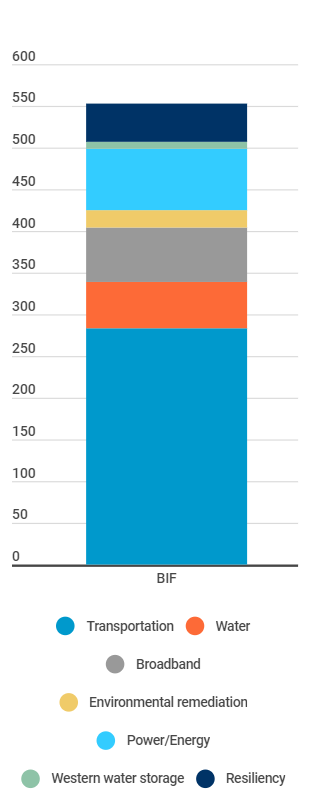 600
550
500
450
400
350
300
250
200
150
100
50
0
BIF
Transportation Water
Broadband
Environmental remediation
Power/Energy
Western water storage Resiliency